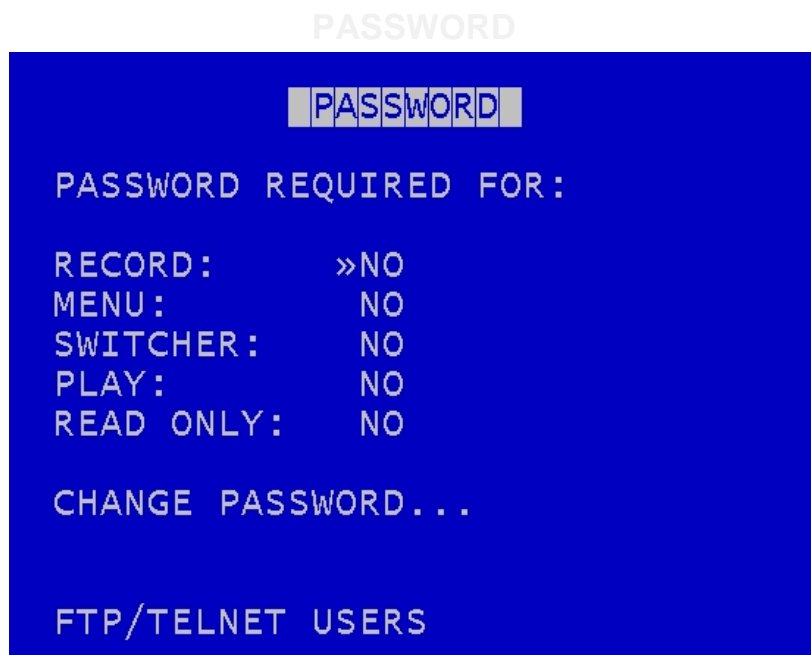 PASSWORD
PASSWORD
PASSWORD REQUIRED FOR:
RECORD: »NO
MENU: NO
SWITCHER: NO
PLAY: NO
READ ONLY: NO
CHANGE PASSWORD...
FTP/TELNET USERS